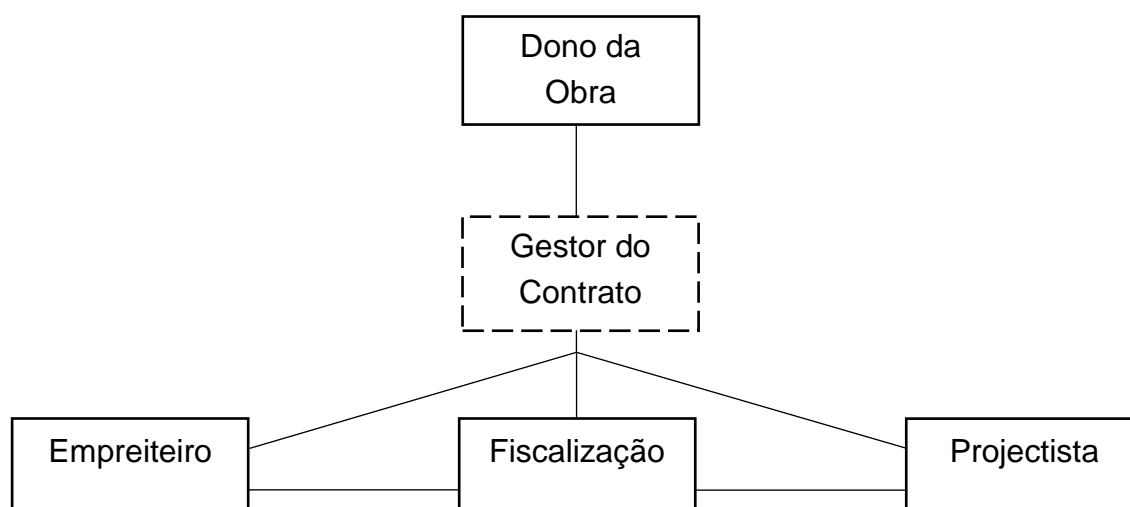 Dono da
Obra
Gestor do
Contrato
Empreiteiro
Fiscalização
Projectista